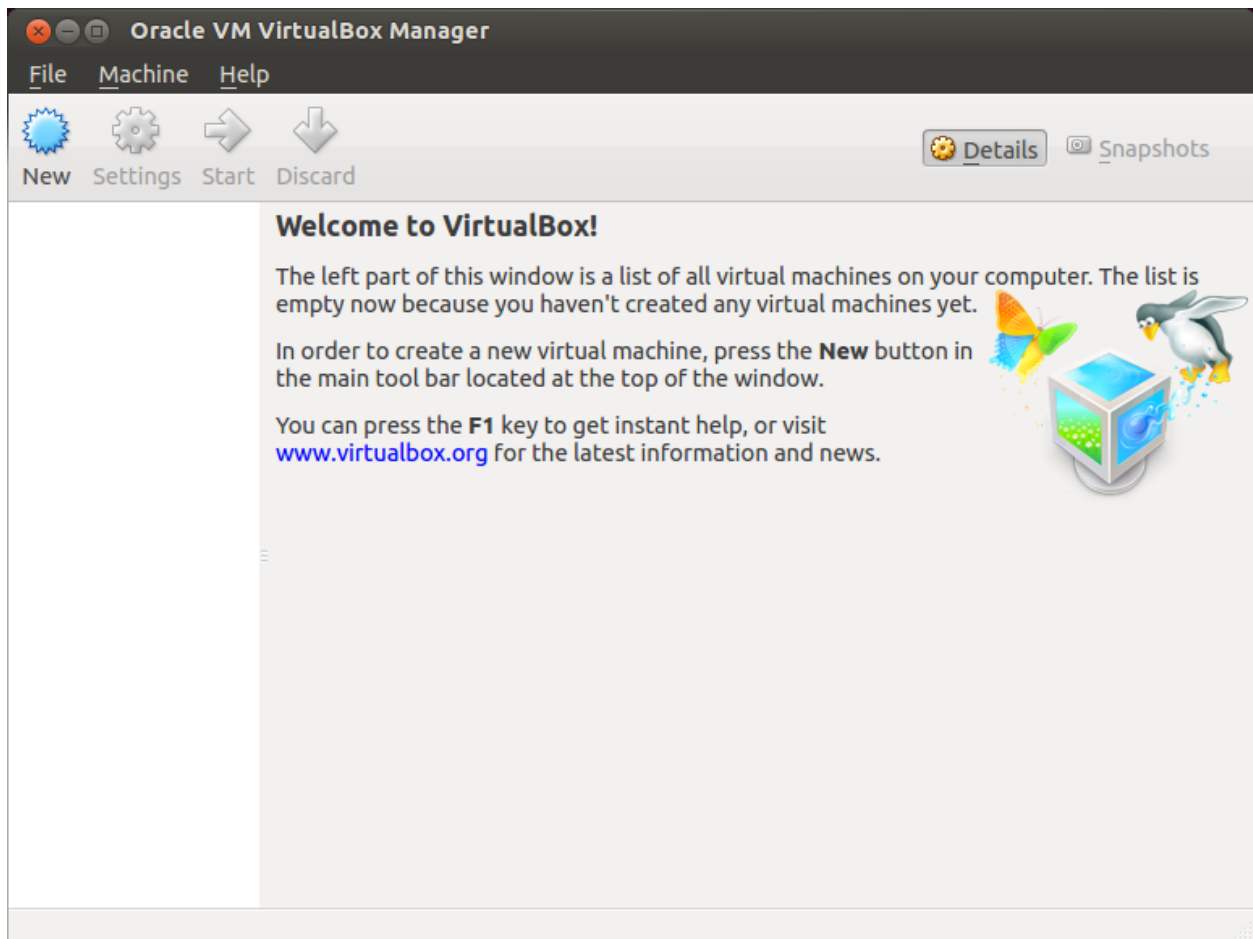 Oracle VM VirtualBox Manager
File Machine Help
New Settings Start Discard
Details Snapshots
Welcome to VirtualBox!
The left part of this window is a list of all virtual machines on your computer. The list is
empty now because you haven't created any virtual machines yet.
In order to create a new virtual machine, press the New button in
the main tool bar located at the top of the window.
You can press the F1 key to get instant help, or visit
www.virtualbox.org for the latest information and news.